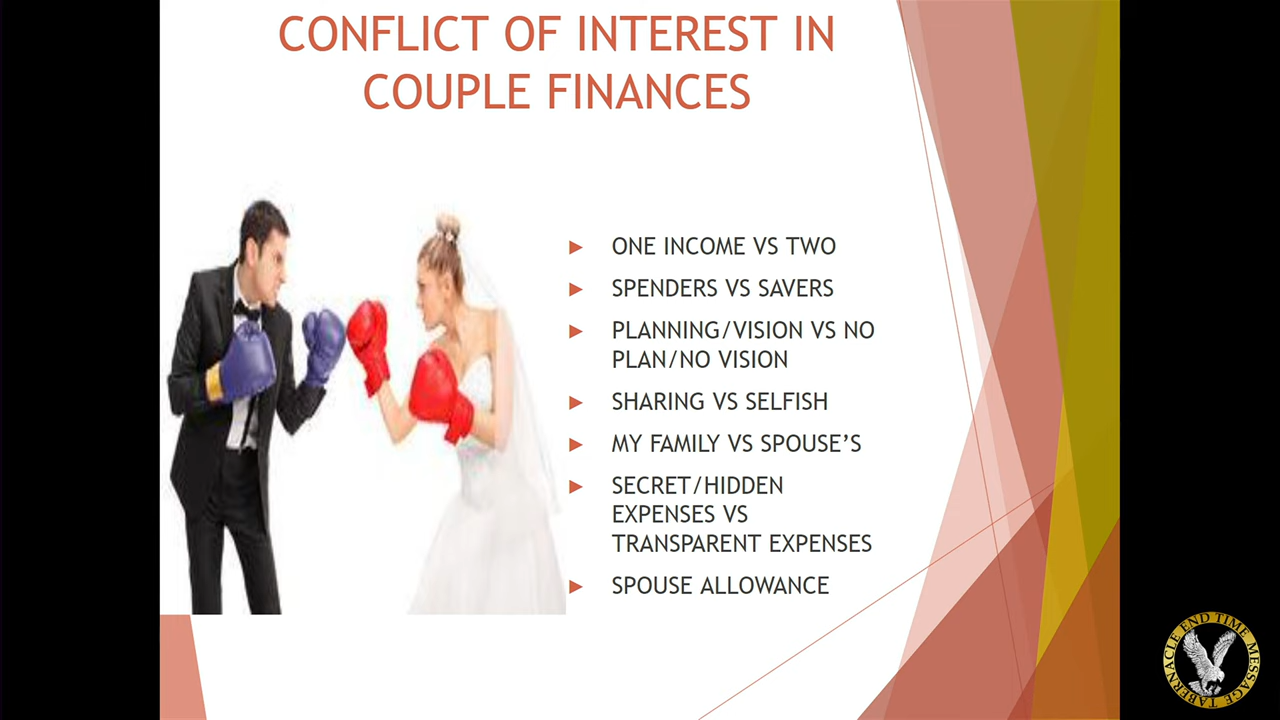 CONFLICT OF INTEREST IN
COUPLE FINANCES
ONE INCOME VS TWO
SPENDERS VS SAVERS
PLANNING/VISION VS NO
PLAN/NO VISION
SHARING VS SELFISH
MY FAMILY VS SPOUSE’S
SECRET/HIDDEN
EXPENSES VS
TRANSPARENT EXPENSES
SPOUSE ALLOWANCE
END TIME MESSAGE
TABERNACLE